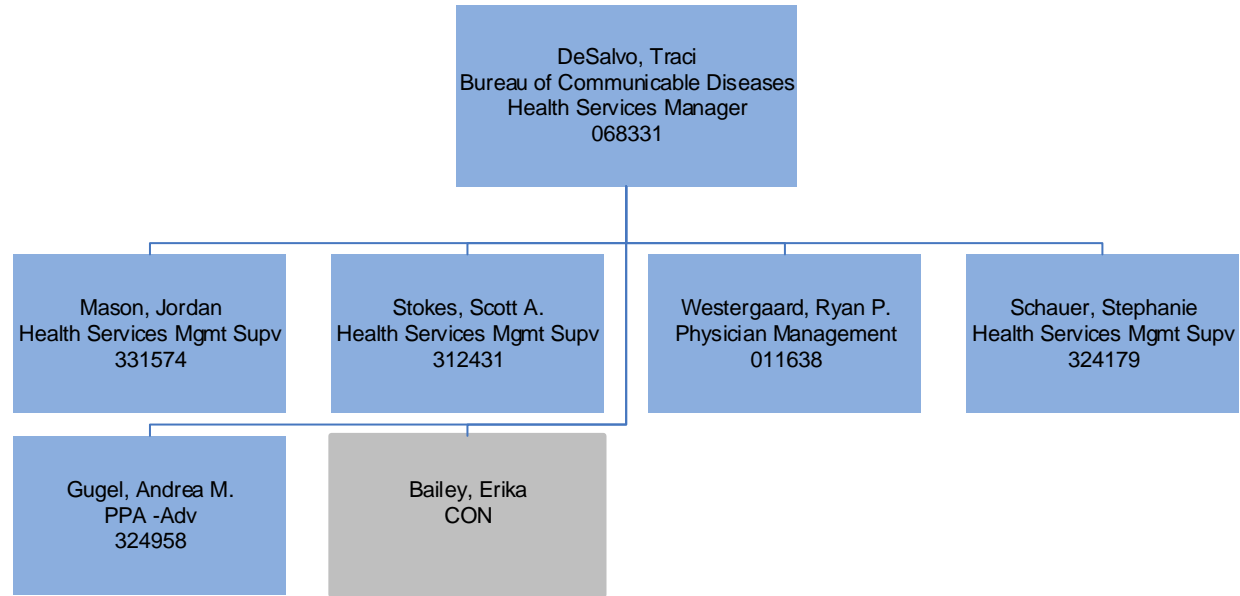 DeSalvo, Traci
Bureau of Communicable Diseases
Health Services Manager
068331
Mason, Jordan
Health Services Mgmt Supv
331574
Stokes, Scott A.
Health Services Mgmt Supv
312431
Westergaard, Ryan P.
Physician Management
011638
Schauer, Stephanie
Health Services Mgmt Supv
324179
Gugel, Andrea M.
PPA -Adv
324958
Bailey, Erika
CON